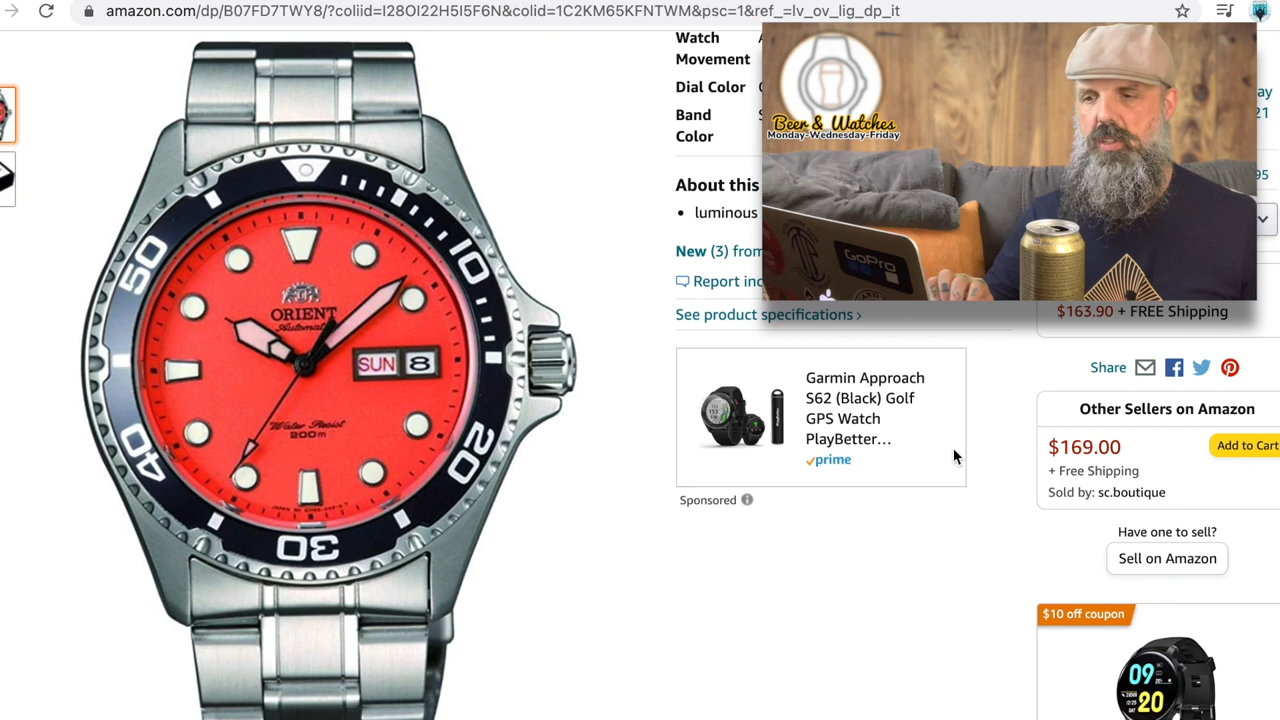 amazon.com/dp/B07FD7TWY8/?coliid=I28OI22H5I5F6N&colid=1C2KM65KFNTWM&psc=1&ref_=lv_ov_lig_dp_it
Watch
Movement
Dial Color
Band
Color
About this
• luminous
New (3) from
Report inc
See product specifications ›
Beer & Watches
Monday-Wednesday-Friday
GoPro
ay
21
95
$163.90 + FREE Shipping
Share
Garmin Approach
S62 (Black) Golf
GPS Watch
PlayBetter...
prime
Sponsored
Other Sellers on Amazon
$169.00
Add to Cart
+ Free Shipping
Sold by: sc.boutique
Have one to sell?
Sell on Amazon
$10 off coupon
09
20
10
20
30
40
50
ORIENT
Automatic
SUN 8
Water Resist
200m